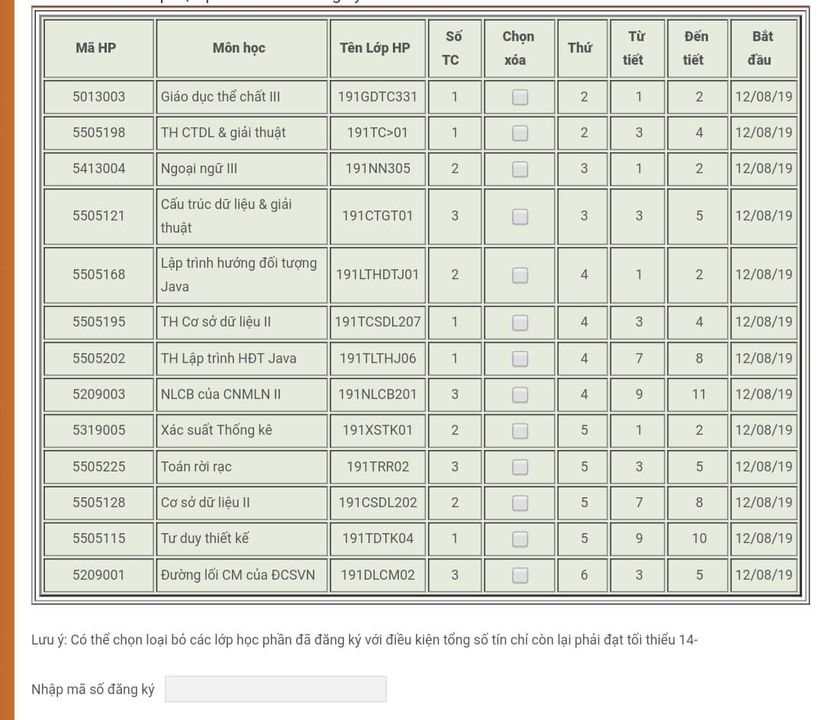 Mã HP Môn học Tên Lớp HP Số TC Chọn xóa Thứ Từ tiết Đến tiết Bắt đầu
5013003 Giáo dục thể chất III 191GDTC331 1 2 1 2 12/08/19
5505198 TH CTDL & giải thuật 191TC>01 1 2 3 4 12/08/19
5413004 Ngoại ngữ III 191NN305 2 3 1 2 12/08/19
5505121 Cấu trúc dữ liệu & giải thuật 191CTGT01 3 3 3 5 12/08/19
5505168 Lập trình hướng đối tượng Java 191LTHDTJ01 2 4 1 2 12/08/19
5505195 TH Cơ sở dữ liệu II 191TCSDL207 1 4 3 4 12/08/19
5505202 TH Lập trình HĐT Java 191TLTHJ06 1 4 7 8 12/08/19
5209003 NLCB của CNMLN II 191NLCB201 3 4 9 11 12/08/19
5319005 Xác suất Thống kê 191XSTK01 2 5 1 2 12/08/19
5505225 Toán rời rạc 191TRR02 3 5 3 5 12/08/19
5505128 Cơ sở dữ liệu II 191CSDL202 2 5 7 8 12/08/19
5505115 Tư duy thiết kế 191TDTK04 1 5 9 10 12/08/19
5209001 Đường lối CM của ĐCSVN 191DLCM02 3 6 3 5 12/08/19
Lưu ý: Có thể chọn loại bỏ các lớp học phần đã đăng ký với điều kiện tổng số tín chỉ còn lại phải đạt tối thiểu 14-
Nhập mã số đăng ký